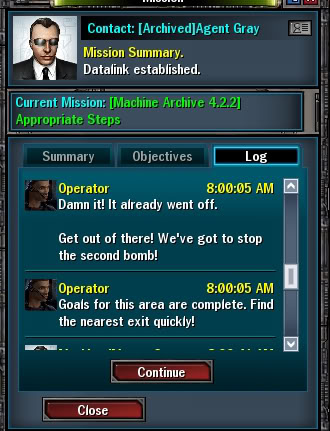 Mission
Contact: [Archived]Agent Gray
Mission Summary.
Datalink established.
Current Mission: [Machine Archive 4.2.2]
Appropriate Steps
Summary Objectives Log
Operator 8:00:05 AM
Damn it! It already went off.
Get out of there! We've got to stop
the second bomb!
Operator 8:00:05 AM
Goals for this area are complete. Find
the nearest exit quickly!
Continue
Close